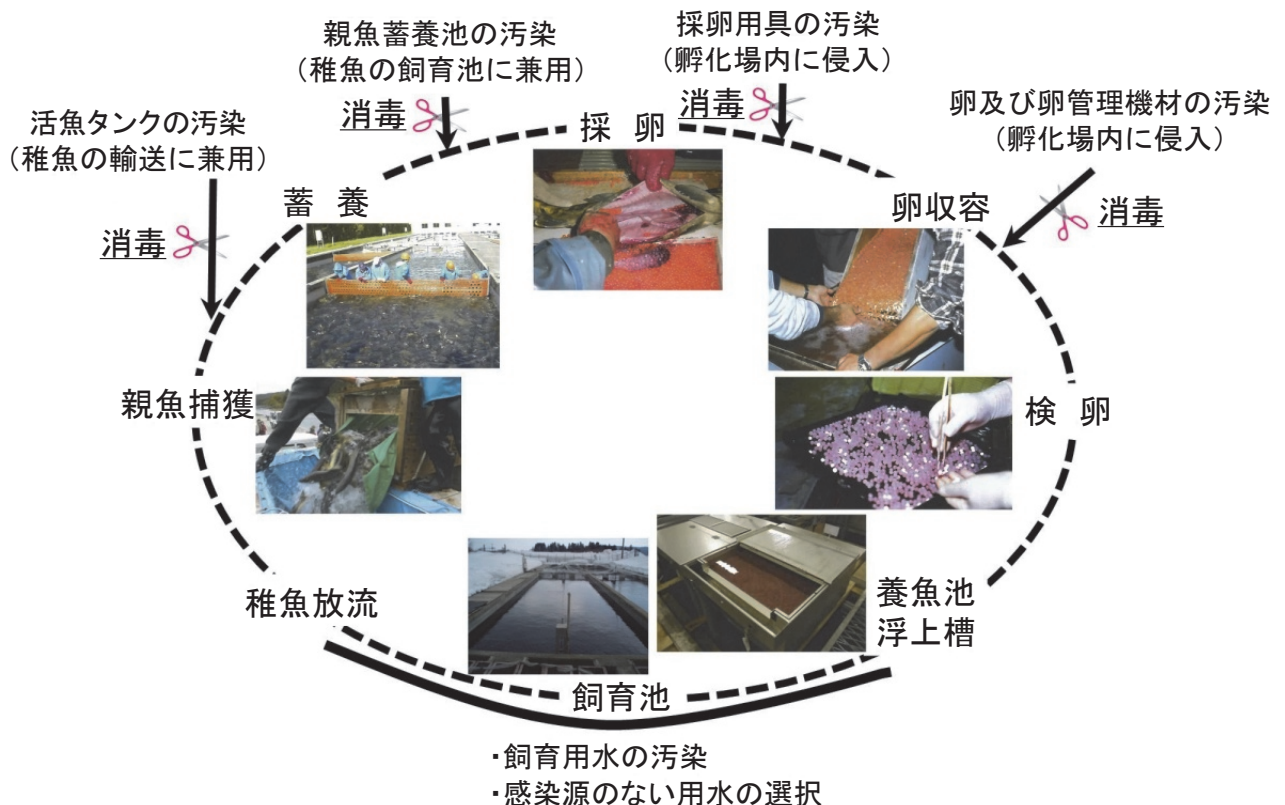 親魚蓄養池の汚染
（稚魚の飼育池に兼用）
消毒
採卵用具の汚染
（孵化場内に侵入）
消毒
卵及び卵管理機材の汚染
（孵化場内に侵入）
消毒
活魚タンクの汚染
（稚魚の輸送に兼用）
消毒
採 卵
蓄 養
卵収容
親魚捕獲
検 卵
稚魚放流
養魚池
浮上槽
飼育池
・飼育用水の汚染
・感染源のない用水の選択